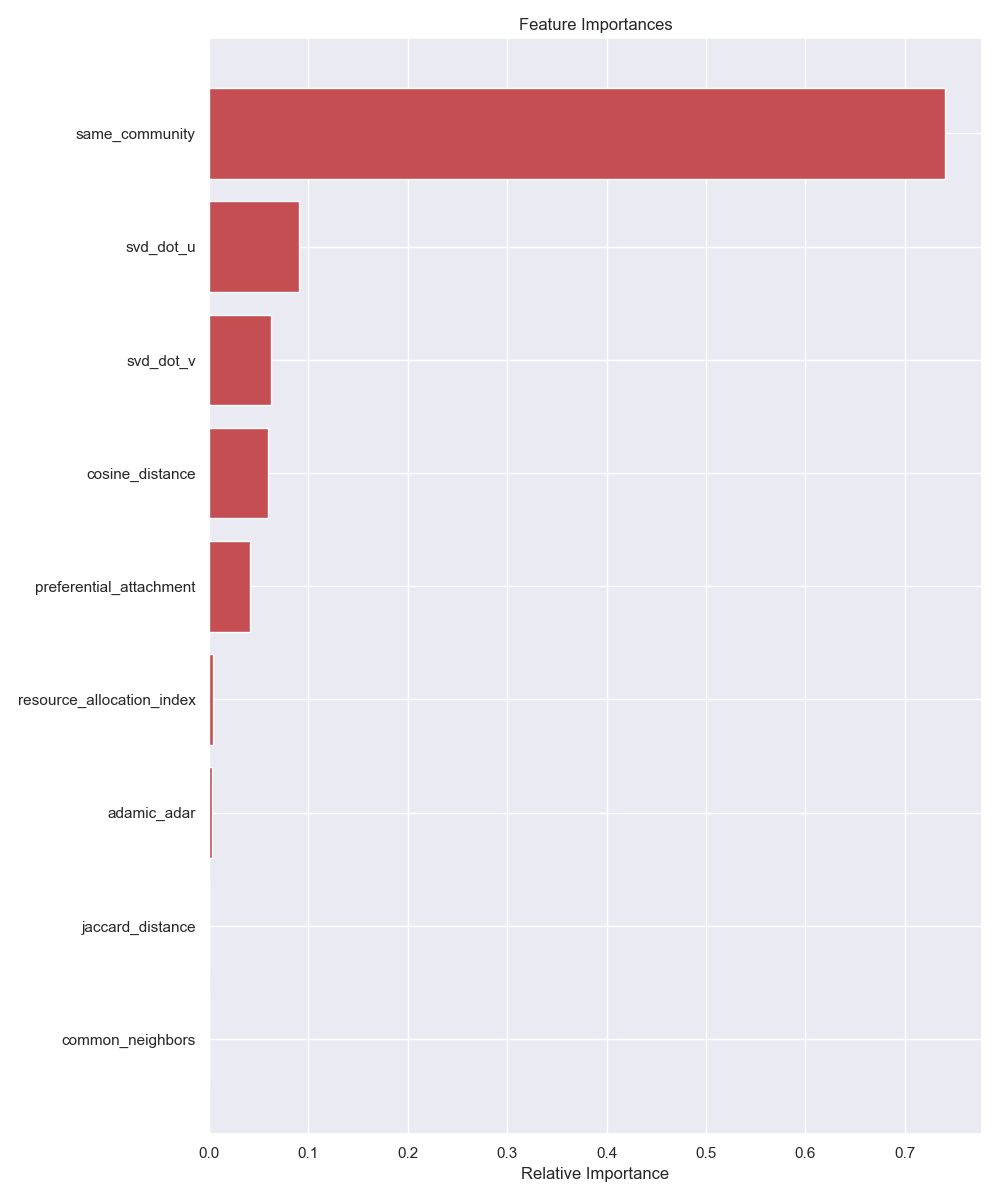 Feature Importances
same_community
svd_dot_u
svd_dot_v
cosine_distance
preferential_attachment
resource_allocation_index
adamic_adar
jaccard_distance
common_neighbors
0.0 0.1 0.2 0.3 0.4 0.5 0.6 0.7
Relative Importance